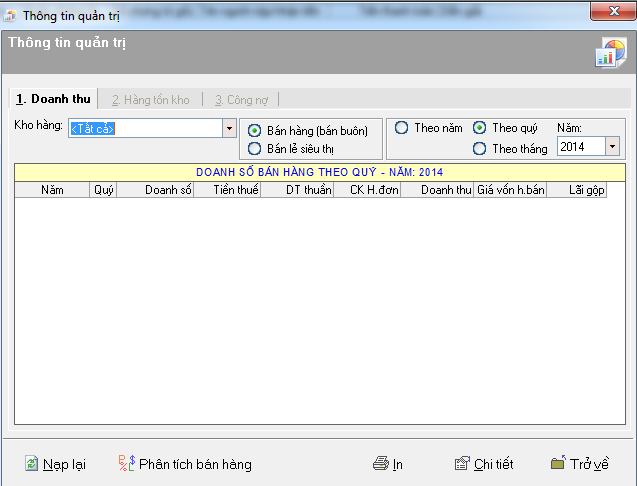 Thông tin quản trị
Thông tin quản trị
1. Doanh thu 2. Hàng tồn kho 3. Công nợ
Kho hàng: <Tất cả> Bán hàng (bán buôn) Theo năm Theo quý Năm:
Bán lẻ siêu thị Theo tháng 2014
DOANH SỐ BÁN HÀNG THEO QUÝ - NĂM: 2014
Năm Quý Doanh số Tiền thuế DT thuần CK H.đơn Doanh thu Giá vốn h.bán Lãi gộp
Nạp lại Phân tích bán hàng In Chi tiết Trở về